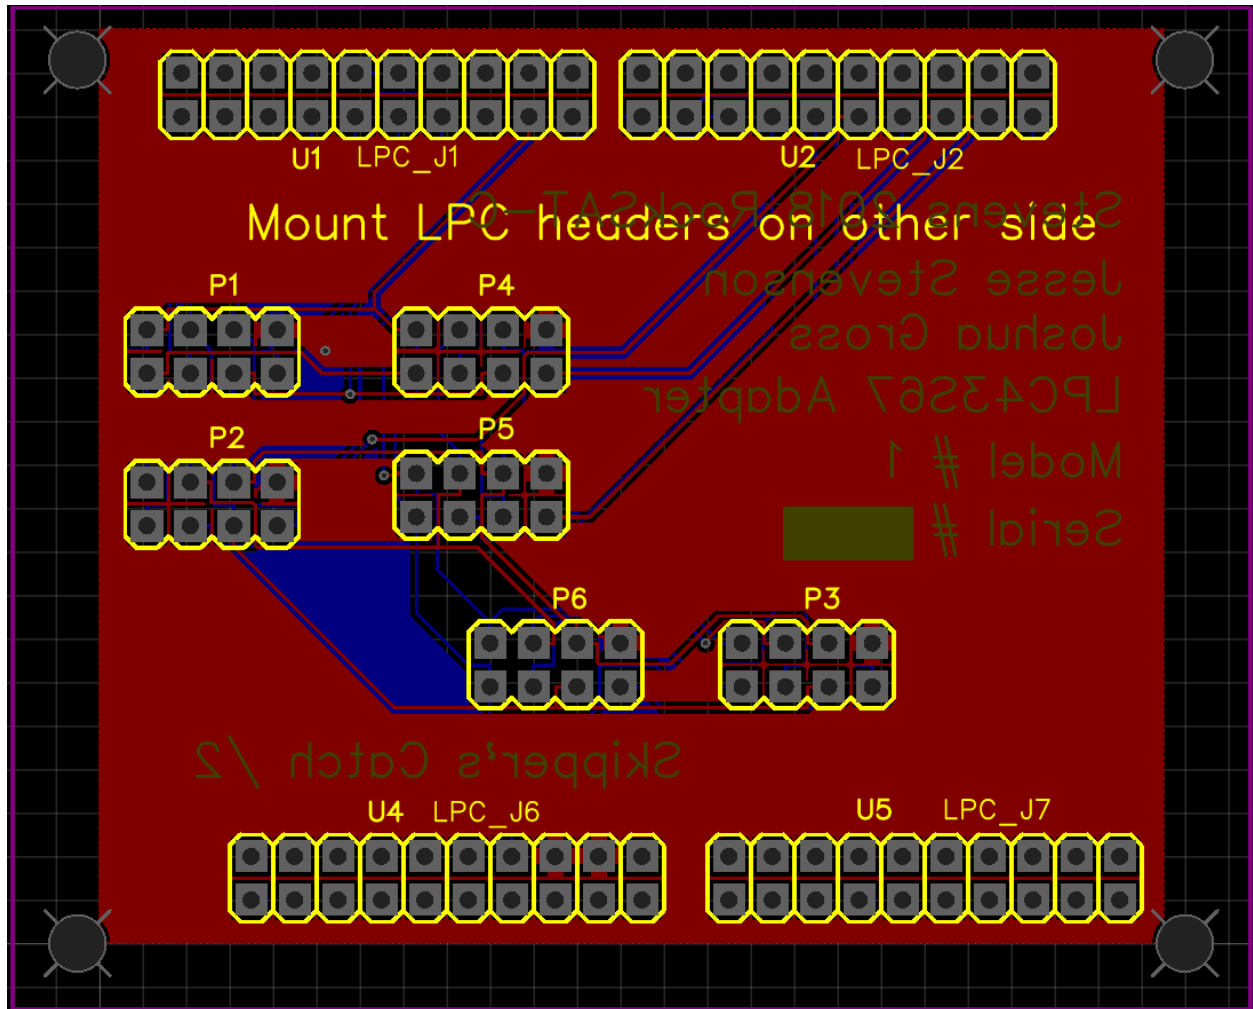 U1 LPC_J1 U2 LPC_J2
Stevens 2018 RockSAT-C
Mount LPC headers on other side
Jesse Stevenson
P1 P4
Joshua Gross
LPC43S67 Adapter
P2 P5
Model # 1
Serial #
P6 P3
Skipper's Catch /2
U4 LPC_J6 U5 LPC_J7